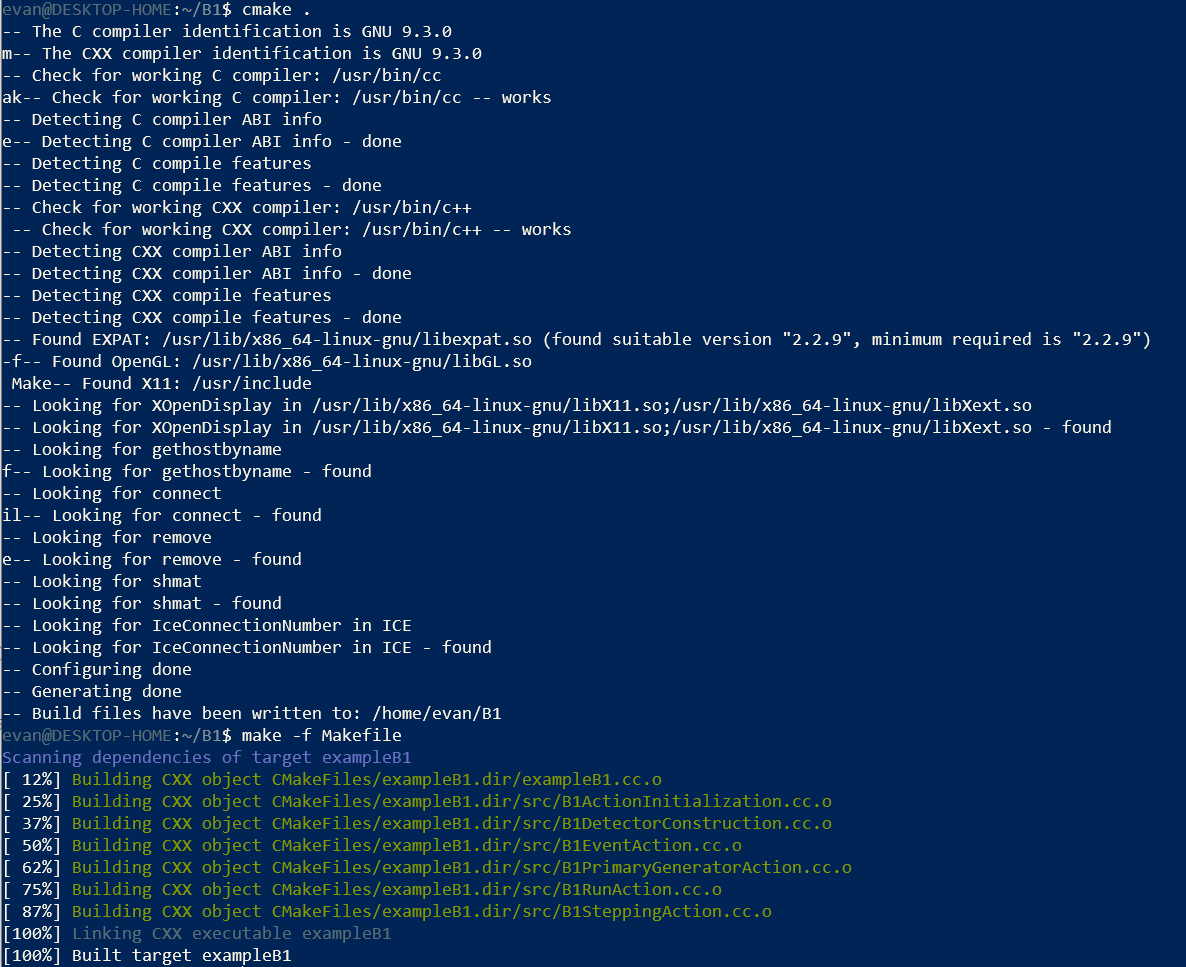 evan@DESKTOP-HOME:~/B1$ cmake .
-- The C compiler identification is GNU 9.3.0
m-- The CXX compiler identification is GNU 9.3.0
-- Check for working C compiler: /usr/bin/cc
ak-- Check for working C compiler: /usr/bin/cc -- works
-- Detecting C compiler ABI info
e-- Detecting C compiler ABI info - done
-- Detecting C compile features
-- Detecting C compile features - done
-- Check for working CXX compiler: /usr/bin/c++
 -- Check for working CXX compiler: /usr/bin/c++ -- works
-- Detecting CXX compiler ABI info
-- Detecting CXX compiler ABI info - done
-- Detecting CXX compile features
-- Detecting CXX compile features - done
-- Found EXPAT: /usr/lib/x86_64-linux-gnu/libexpat.so (found suitable version "2.2.9", minimum required is "2.2.9")
-f-- Found OpenGL: /usr/lib/x86_64-linux-gnu/libGL.so
 Make-- Found X11: /usr/include
-- Looking for XOpenDisplay in /usr/lib/x86_64-linux-gnu/libX11.so;/usr/lib/x86_64-linux-gnu/libXext.so
-- Looking for XOpenDisplay in /usr/lib/x86_64-linux-gnu/libX11.so;/usr/lib/x86_64-linux-gnu/libXext.so - found
-- Looking for gethostbyname
f-- Looking for gethostbyname - found
-- Looking for connect
il-- Looking for connect - found
-- Looking for remove
e-- Looking for remove - found
-- Looking for shmat
-- Looking for shmat - found
-- Looking for IceConnectionNumber in ICE
-- Looking for IceConnectionNumber in ICE - found
-- Configuring done
-- Generating done
-- Build files have been written to: /home/evan/B1
evan@DESKTOP-HOME:~/B1$ make -f Makefile
Scanning dependencies of target exampleB1
[ 12%] Building CXX object CMakeFiles/exampleB1.dir/exampleB1.cc.o
[ 25%] Building CXX object CMakeFiles/exampleB1.dir/src/B1ActionInitialization.cc.o
[ 37%] Building CXX object CMakeFiles/exampleB1.dir/src/B1DetectorConstruction.cc.o
[ 50%] Building CXX object CMakeFiles/exampleB1.dir/src/B1EventAction.cc.o
[ 62%] Building CXX object CMakeFiles/exampleB1.dir/src/B1PrimaryGeneratorAction.cc.o
[ 75%] Building CXX object CMakeFiles/exampleB1.dir/src/B1RunAction.cc.o
[ 87%] Building CXX object CMakeFiles/exampleB1.dir/src/B1SteppingAction.cc.o
[100%] Linking CXX executable exampleB1
[100%] Built target exampleB1